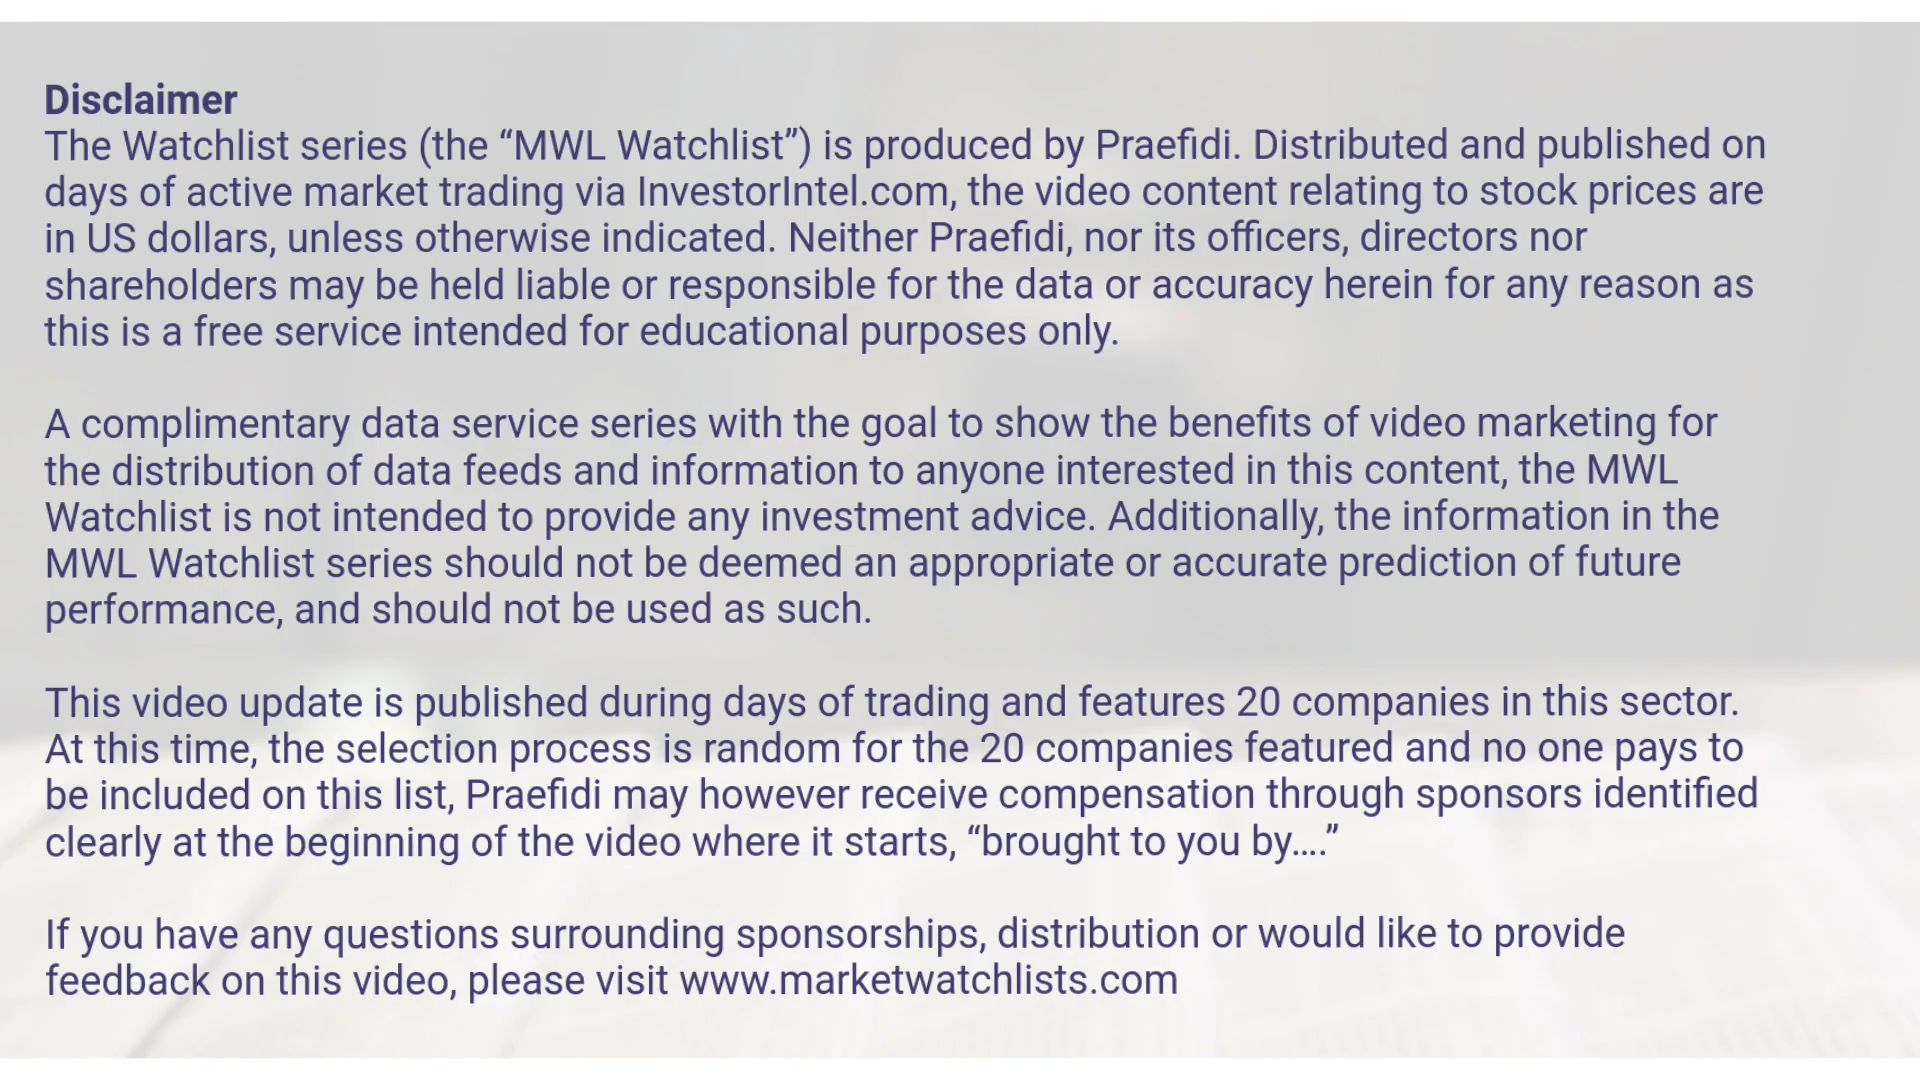 Disclaimer
The Watchlist series (the “MWL Watchlist”) is produced by Praefidi. Distributed and published on
days of active market trading via InvestorIntel.com, the video content relating to stock prices are
in US dollars, unless otherwise indicated. Neither Praefidi, nor its officers, directors nor
shareholders may be held liable or responsible for the data or accuracy herein for any reason as
this is a free service intended for educational purposes only.
A complimentary data service series with the goal to show the benefits of video marketing for
the distribution of data feeds and information to anyone interested in this content, the MWL
Watchlist is not intended to provide any investment advice. Additionally, the information in the
MWL Watchlist series should not be deemed an appropriate or accurate prediction of future
performance, and should not be used as such.
This video update is published during days of trading and features 20 companies in this sector.
At this time, the selection process is random for the 20 companies featured and no one pays to
be included on this list, Praefidi may however receive compensation through sponsors identified
clearly at the beginning of the video where it starts, “brought to you by....”
If you have any questions surrounding sponsorships, distribution or would like to provide
feedback on this video, please visit www.marketwatchlists.com